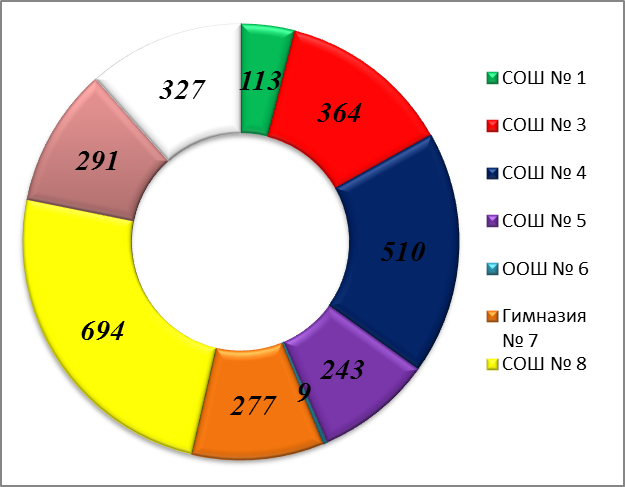 113
364
510
243
9
277
694
291
327
СОШ № 1
СОШ № 3
СОШ № 4
СОШ № 5
ООШ № 6
Гимназия
№ 7
СОШ № 8